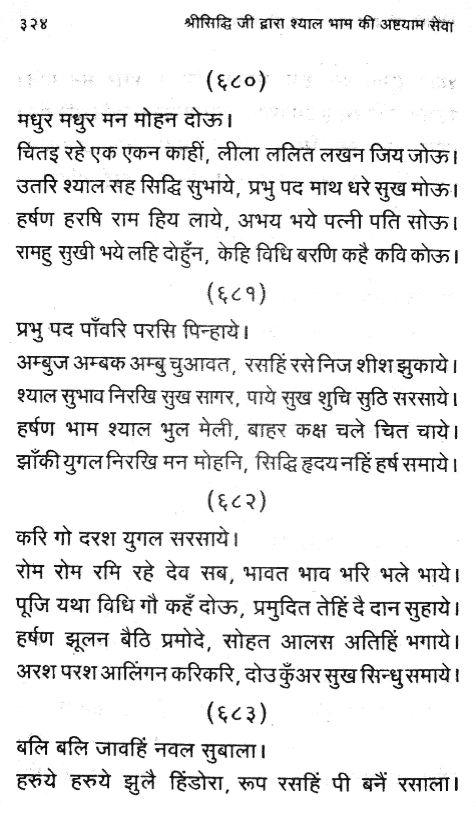 ३२४ श्रीसिद्धि जी द्वारा श्याल भाम की अष्टयाम सेवा
(६८०)
मधुर मधुर मन मोहन दोऊ।
चितइ रहे एक एकन काहीं, लीला ललित लखन जिय जोऊ।
उतरि श्याल सह सिद्धि सुभाये, प्रभु पद माथ धरे सुख मोऊ।
हर्षण हरषि राम हिय लाये, अभय भये पत्नी पति सोऊ।
रामहु सुखी भये लहि दोहुँन, केहि विधि बरणि कहै कवि कोऊ।
(६८१)
प्रभु पद पाँवरि परसि पिन्हाये।
अम्बुज अम्बक अम्बु चुआवत, रसहिं रसे निज शीश झुकाये।
श्याल सुभाव निरखि सुख सागर, पाये सुख शुचि सुठि सरसाये।
हर्षण भाम श्याल भुल मेली, बाहर कक्ष चले चित चाये।
झाँकी युगल निरखि मन मोहनि, सिद्धि हृदय नहिं हर्ष समाये।
(६८२)
करि गो दरश युगल सरसाये।
रोम रोम रमि रहे देव सब, भावत भाव भरि भले भाये।
पूजि यथा विधि गौ कहँ दोऊ, प्रमुदित तेहिं दै दान सुहाये।
हर्षण झूलन बैठि प्रमोदे, सोहत आलस अतिहिं भगाये।
अरश परश आलिंगन करिकरि, दोउ कुँअर सुख सिन्धु समाये।
(६८३)
बलि बलि जावहिं नवल सुबाला।
हरुये हरुये झुलै हिंडोरा, रूप रसहिं पी बनैं रसाला।